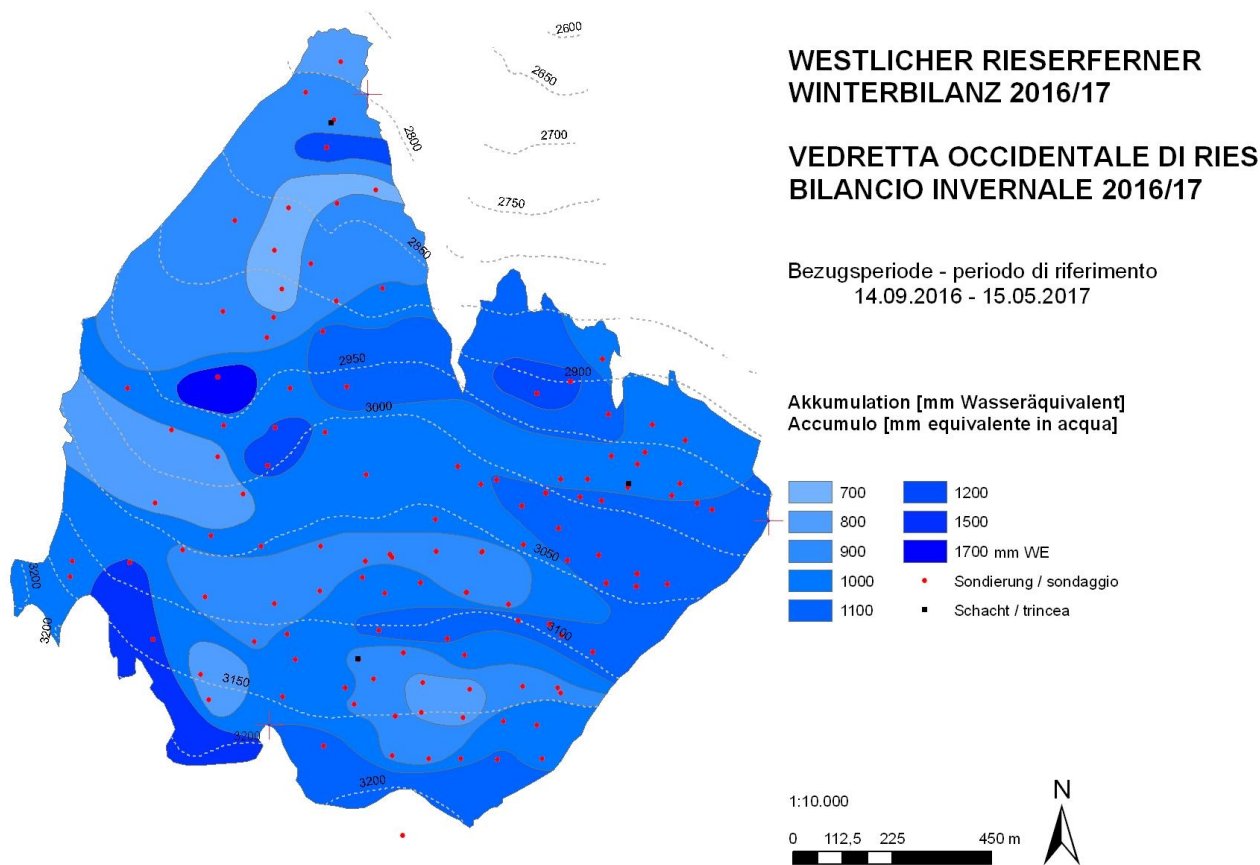 WESTLICHER RIESERFERNER
WINTERBILANZ 2016/17
VEDRETTA OCCIDENTALE DI RIES
BILANCIO INVERNALE 2016/17
Bezugsperiode - periodo di riferimento
14.09.2016 - 15.05.2017
Akkumulation [mm Wasseräquivalent]
Accumulo [mm equivalente in acqua]
700
800
900
1000
1100
1200
1500
1700 mm WE
Sondierung / sondaggio
Schacht / trincea
1:10.000
0 112,5 225 450 m
N
2600
2650
2700
2750
2800
2850
2900
2950
3000
3050
3100
3150
3200
3200
3200
3200